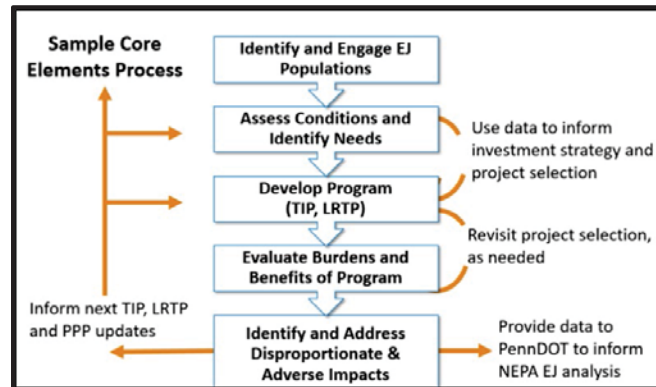 Sample Core
Elements Process
Identify and Engage EJ
Populations
Assess Conditions and
Identify Needs
Use data to inform
investment strategy and
project selection
Develop Program
(TIP, LRTP)
Revisit project selection,
as needed
Evaluate Burdens and
Benefits of Program
Inform next TIP, LRTP
and PPP updates
Identify and Address
Disproportionate &
Adverse Impacts
Provide data to
PennDOT to inform
NEPA EJ analysis